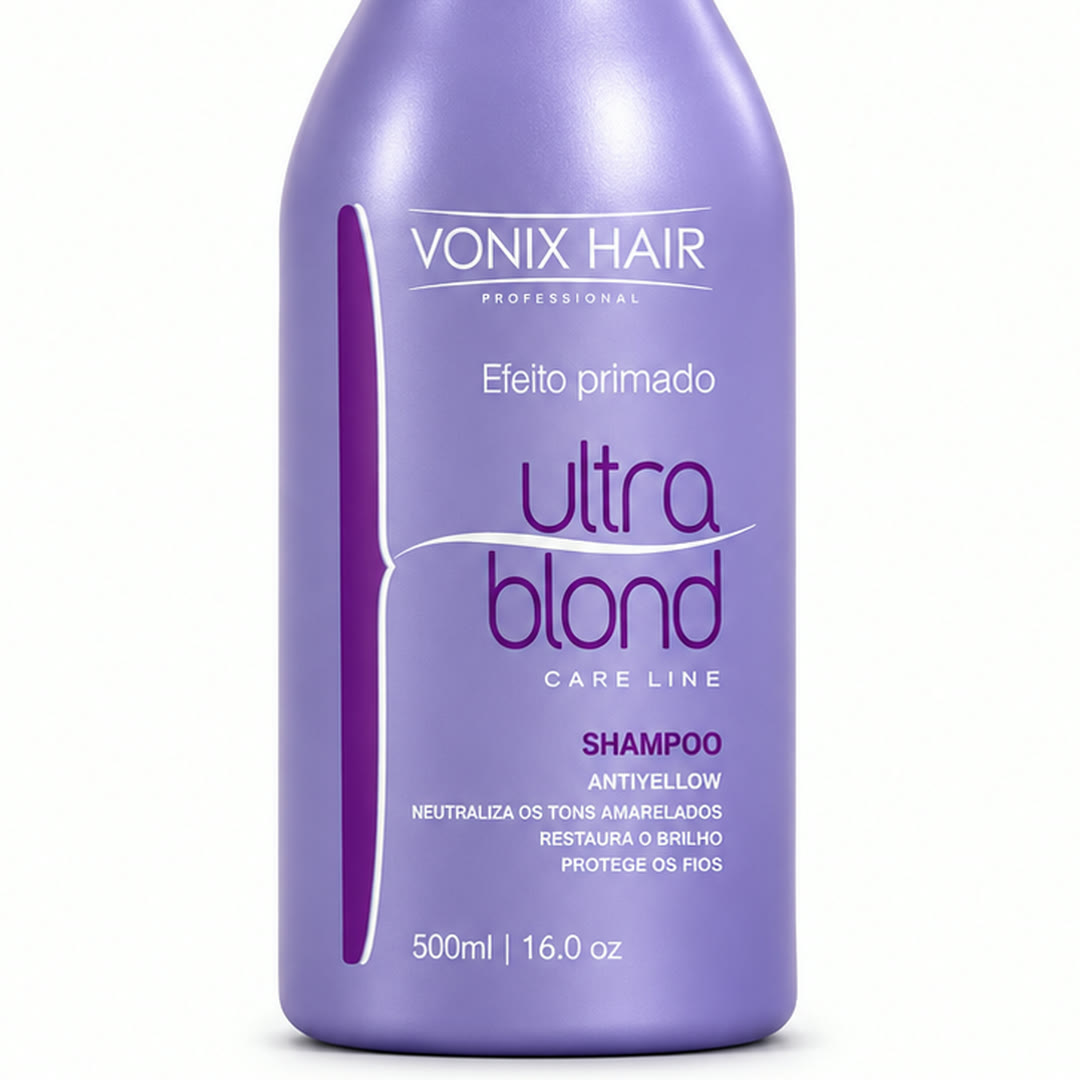 VONIX HAIR
PROFESSIONAL
Efeito primado
ultra
blond
CARE LINE
SHAMPOO
ANTIYELLOW
NEUTRALIZA OS TONS AMARELADOS
RESTAURA O BRILHO
PROTEGE OS FIOS
500ml | 16.0 oz